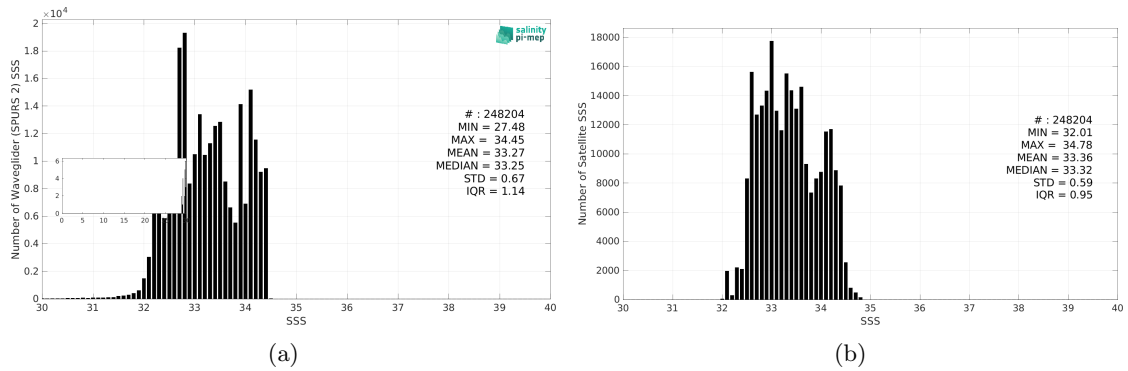 ×10⁴
2
1.8
1.6
1.4
1.2
1
0.8
0.6
0.4
0.2
0
Number of Waveglider (SPURS 2) SSS
salinity
pi-mep
# : 248204
MIN = 27.48
MAX = 34.45
MEAN = 33.27
MEDIAN = 33.25
STD = 0.67
IQR = 1.14
6
4
2
0
0 5 10 15 20
30 31 32 33 34 35 36 37 38 39 40
SSS
(a)
18000
16000
14000
12000
10000
8000
6000
4000
2000
0
Number of Satellite SSS
# : 248204
MIN = 32.01
MAX = 34.78
MEAN = 33.36
MEDIAN = 33.32
STD = 0.59
IQR = 0.95
30 31 32 33 34 35 36 37 38 39 40
SSS
(b)